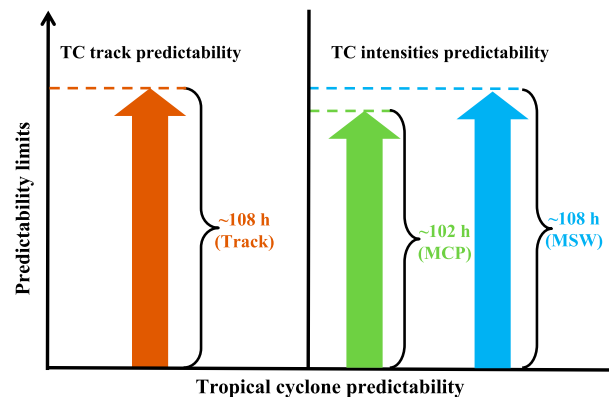 TC track predictability
TC intensities predictability
Predictability limits
~108 h
(Track)
~102 h
(MCP)
~108 h
(MSW)
Tropical cyclone predictability